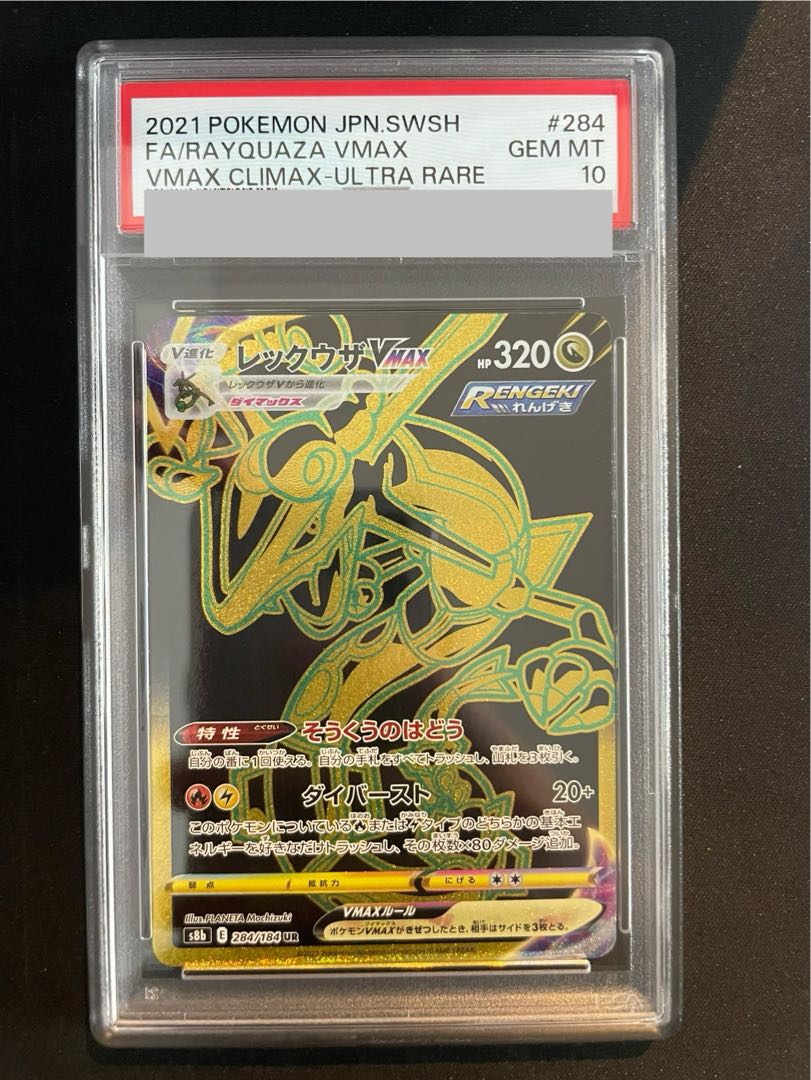 2021 POKEMON JPN.SWSH #284
FA/RAYQUAZA VMAX GEM MT
VMAX CLIMAX-ULTRA RARE 10
V進化 レックウザVMAX HP 320
レックウザVから進化
ダイマックス
RENGEKI
れんげき
特性 とくせい そうくうのはどう
自分の番に1回使える。自分の手札をすべてトラッシュし、山札を3枚引く。
ダイバースト 20+
このポケモンについている または タイプのどちらかの基本エ
ネルギーを好きなだけトラッシュし、その枚数×80ダメージ追加。
弱点 抵抗力 にげる
Illus.PLANETA Mochizuki
VMAXルール
s8b E 284/184 UR
ポケモンVMAXがきぜつしたとき、相手はサイドを3枚とる。